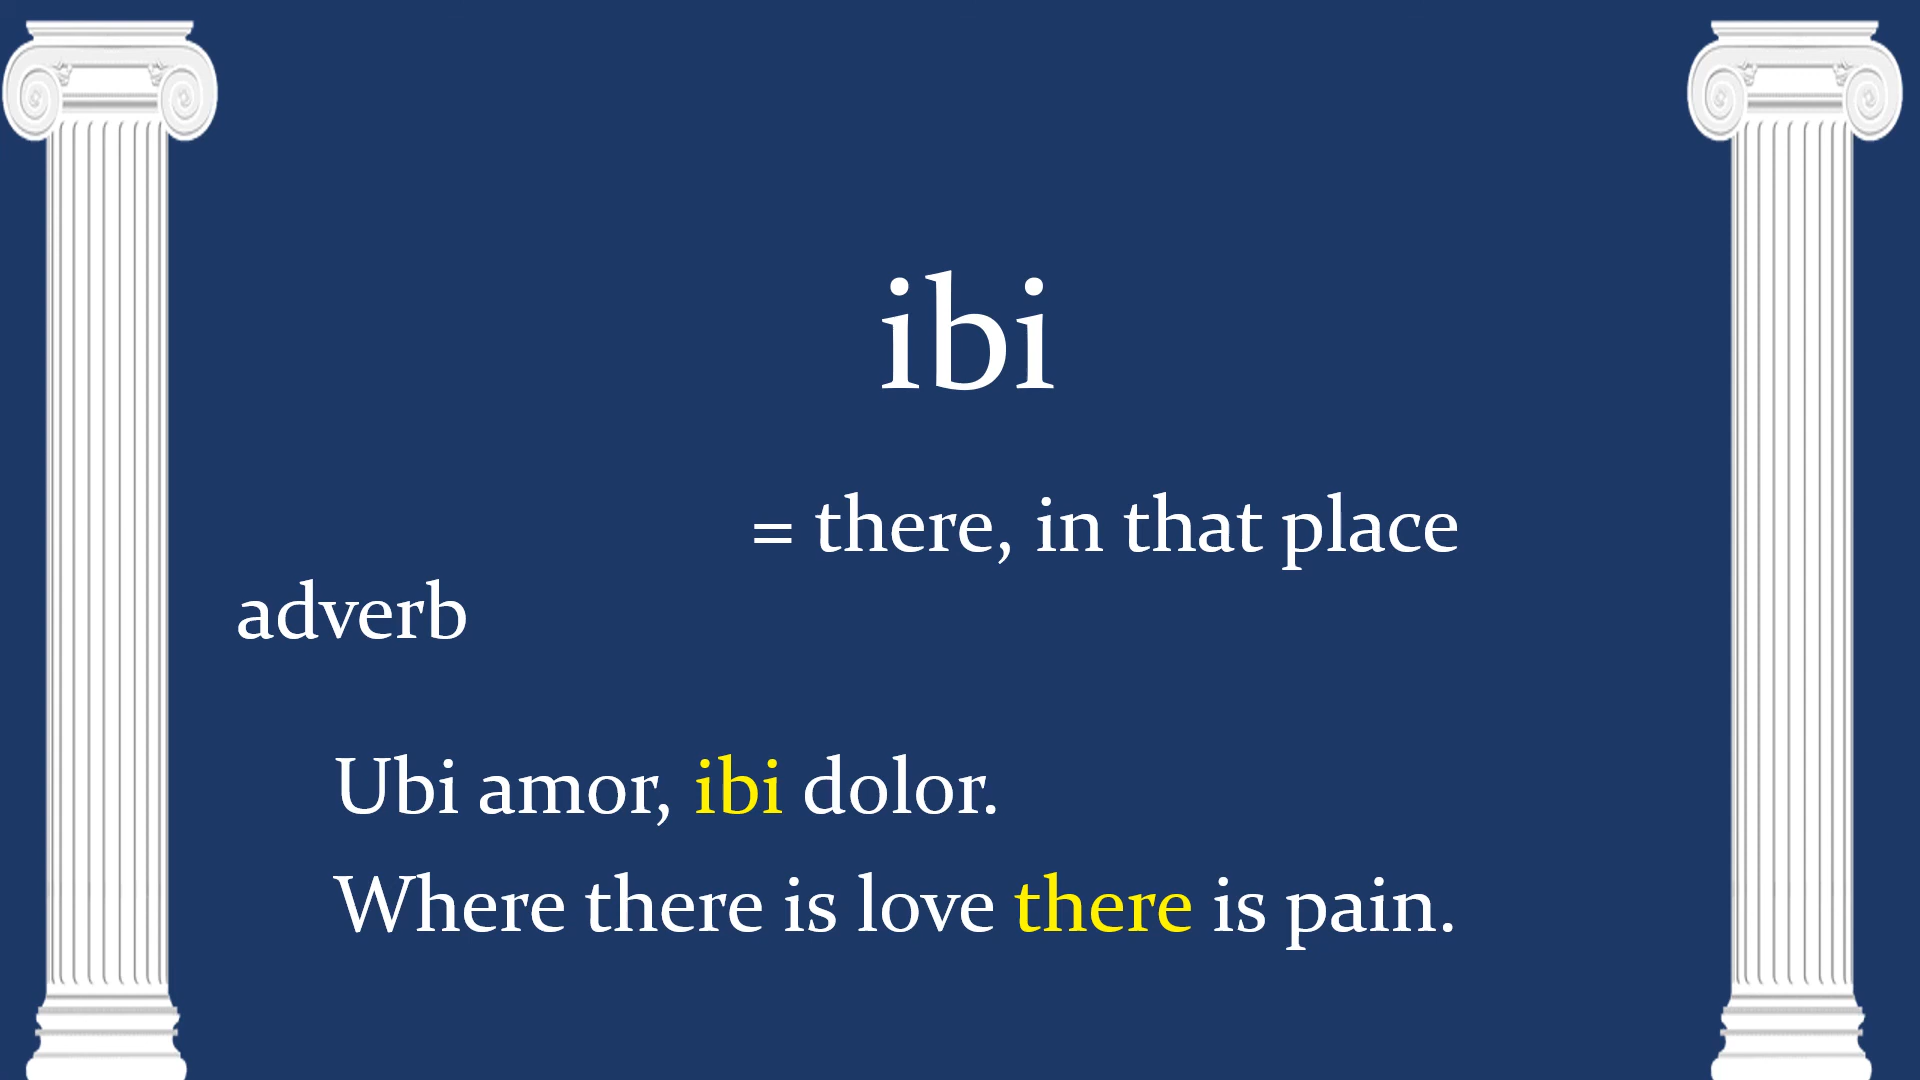 ibi
= there, in that place
adverb
Ubi amor, ibi dolor.
Where there is love there is pain.